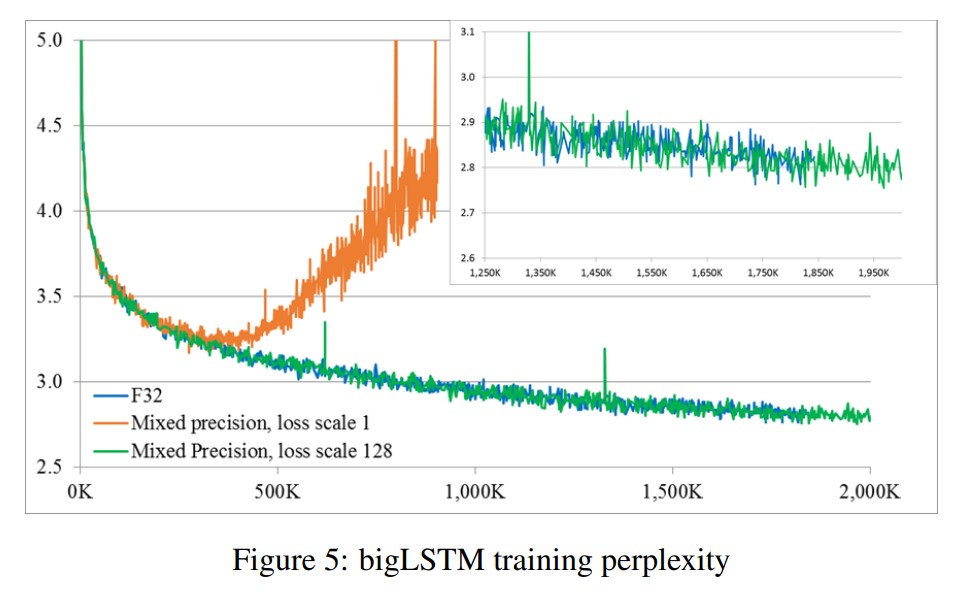 5.0
4.5
4.0
3.5
3.0
2.5
0K 500K 1,000K 1,500K 2,000K
F32
Mixed precision, loss scale 1
Mixed Precision, loss scale 128
3.1
3.0
2.9
2.8
2.7
2.6
1,250K 1,350K 1,450K 1,550K 1,650K 1,750K 1,850K 1,950K
Figure 5: bigLSTM training perplexity